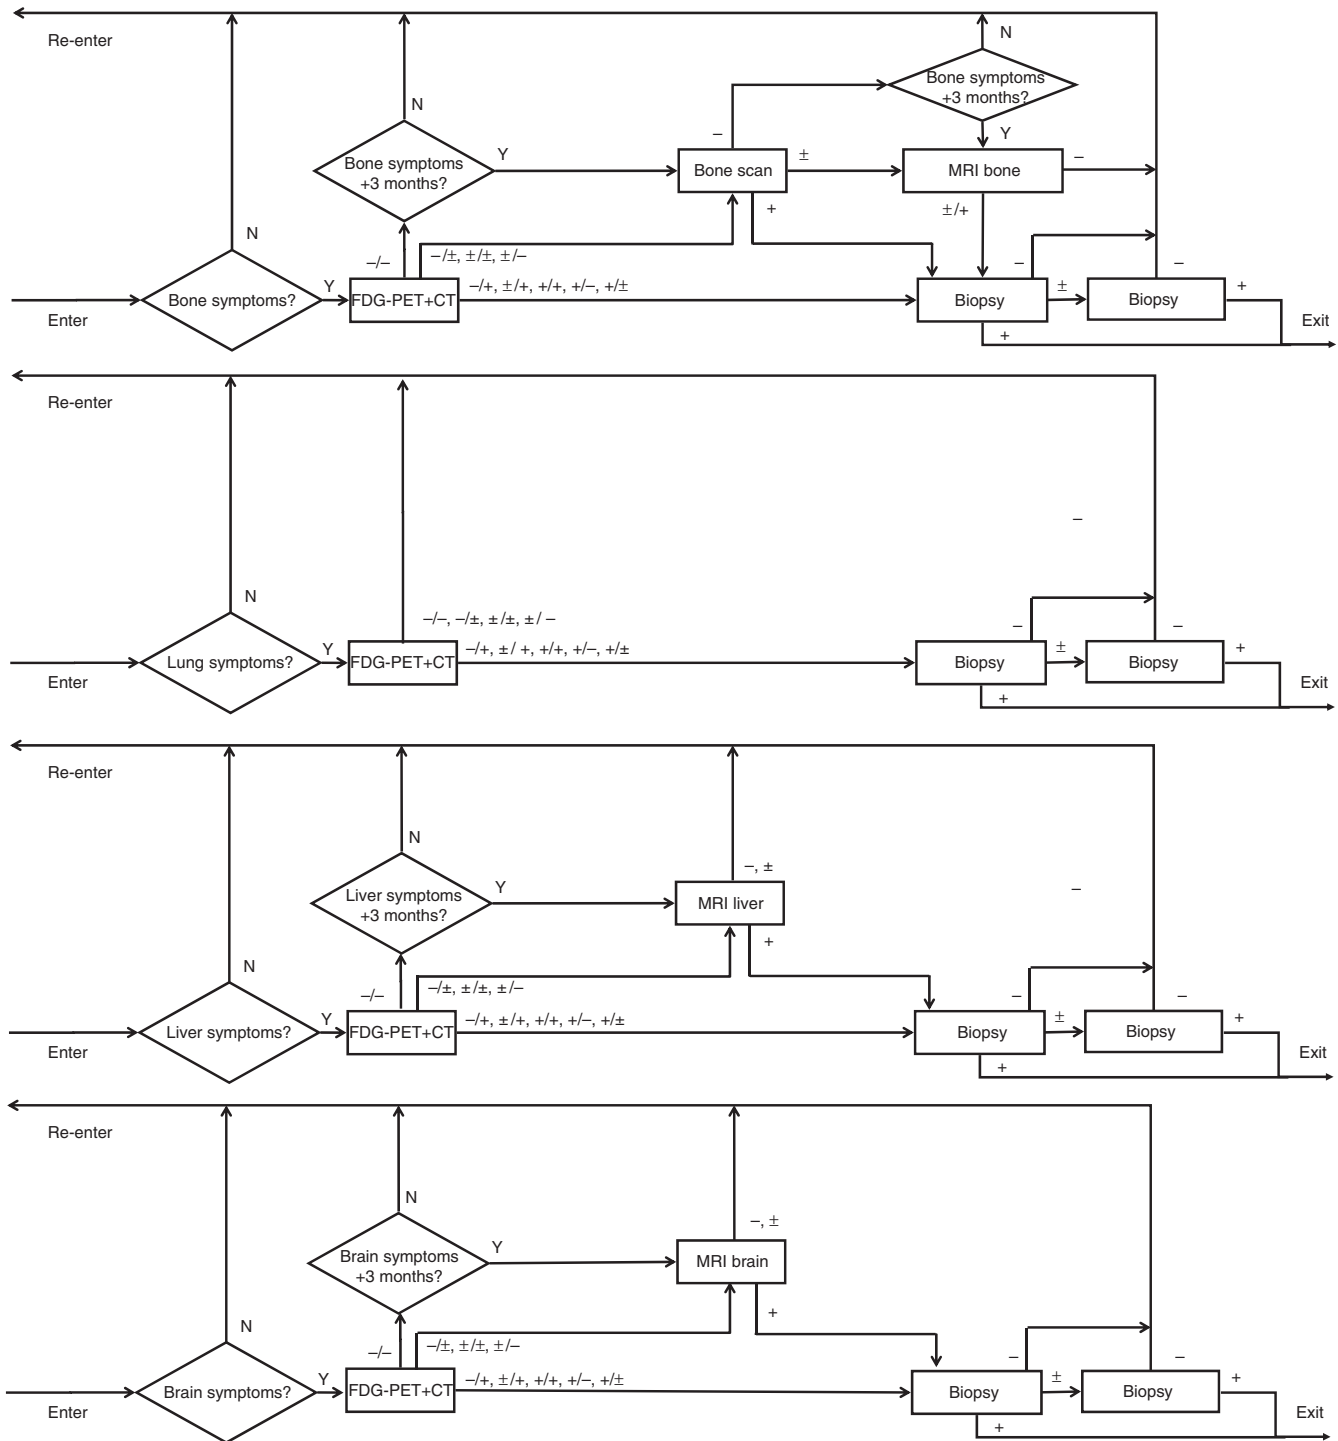 Re-enter
N
N
N
Bone symptoms
+3 months?
Y
–
Bone symptoms
+3 months?
Y
Bone scan
±
MRI bone
–
+
±/+
N
–/–
–/±, ±/±, ±/–
–
–
Bone symptoms?
Y
FDG-PET+CT
–/+, ±/+, +/+, +/–, +/±
Biopsy
±
Biopsy
+
Enter
+
Exit
Re-enter
–
N
–/–, –/±, ±/±, ±/ –
–
–
Lung symptoms?
Y
FDG-PET+CT
–/+, ±/ +, +/+, +/–, +/±
Biopsy
±
Biopsy
+
Enter
+
Exit
Re-enter
N
–, ±
Liver symptoms
+3 months?
Y
MRI liver
–
+
N
–/–
–/±, ±/±, ±/–
–
–
Liver symptoms?
Y
FDG-PET+CT
–/+, ±/+, +/+, +/–, +/±
Biopsy
±
Biopsy
+
Enter
+
Exit
Re-enter
N
–, ±
Brain symptoms
+3 months?
Y
MRI brain
+
N
–/–
–/±, ±/±, ±/–
–
–
Brain symptoms?
Y
FDG-PET+CT
–/+, ±/+, +/+, +/–, +/±
Biopsy
±
Biopsy
+
Enter
+
Exit